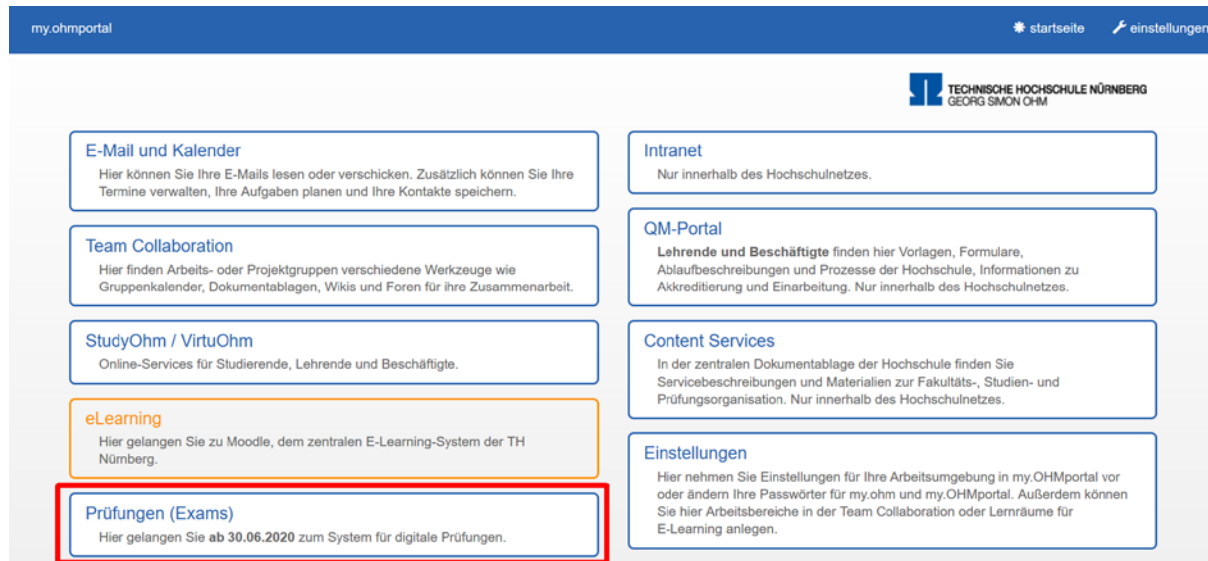 my.ohmportal
startseite
einstellungen
TECHNISCHE HOCHSCHULE NÜRNBERG
GEORG SIMON OHM
E-Mail und Kalender
Hier können Sie Ihre E-Mails lesen oder verschicken. Zusätzlich können Sie Ihre
Termine verwalten, Ihre Aufgaben planen und Ihre Kontakte speichern.
Team Collaboration
Hier finden Arbeits- oder Projektgruppen verschiedene Werkzeuge wie
Gruppenkalender, Dokumentablagen, Wikis und Foren für ihre Zusammenarbeit.
StudyOhm / VirtuOhm
Online-Services für Studierende, Lehrende und Beschäftigte.
eLearning
Hier gelangen Sie zu Moodle, dem zentralen E-Learning-System der TH
Nürnberg.
Prüfungen (Exams)
Hier gelangen Sie ab 30.06.2020 zum System für digitale Prüfungen.
Intranet
Nur innerhalb des Hochschulnetzes.
QM-Portal
Lehrende und Beschäftigte finden hier Vorlagen, Formulare,
Ablaufbeschreibungen und Prozesse der Hochschule, Informationen zu
Akkreditierung und Einarbeitung. Nur innerhalb des Hochschulnetzes.
Content Services
In der zentralen Dokumentablage der Hochschule finden Sie
Servicebeschreibungen und Materialien zur Fakultäts-, Studien- und
Prüfungsorganisation. Nur innerhalb des Hochschulnetzes.
Einstellungen
Hier nehmen Sie Einstellungen für Ihre Arbeitsumgebung in my.OHMportal vor
oder ändern Ihre Passwörter für my.ohm und my.OHMportal. Außerdem können
Sie hier Arbeitsbereiche in der Team Collaboration oder Lernräume für
E-Learning anlegen.